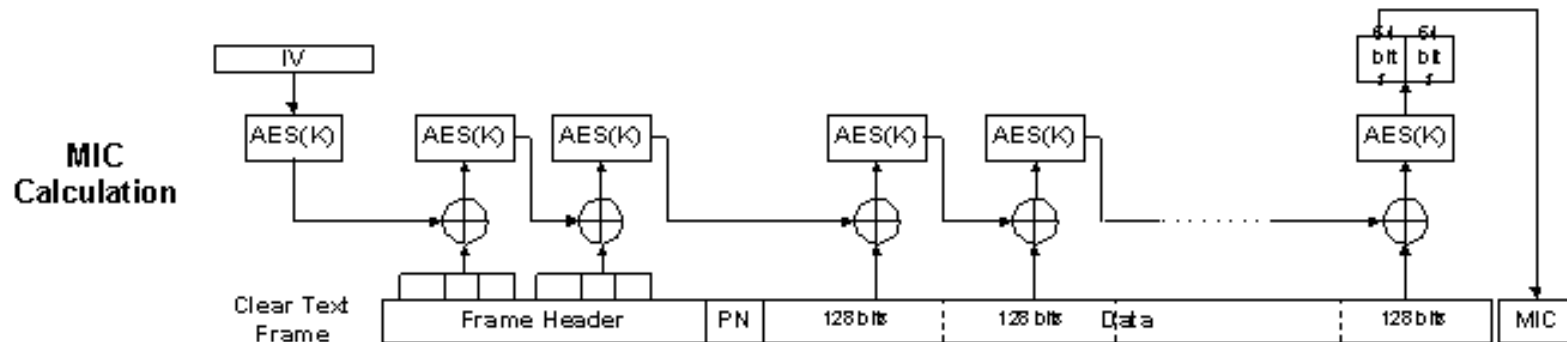 64 64
IV
bit bit
s s
AES(K) AES(K) AES(K) AES(K) AES(K) AES(K)
MIC
Calculation
Clear Text
Frame
Frame Header PN 128 bits 128 bits Data 128 bits MIC